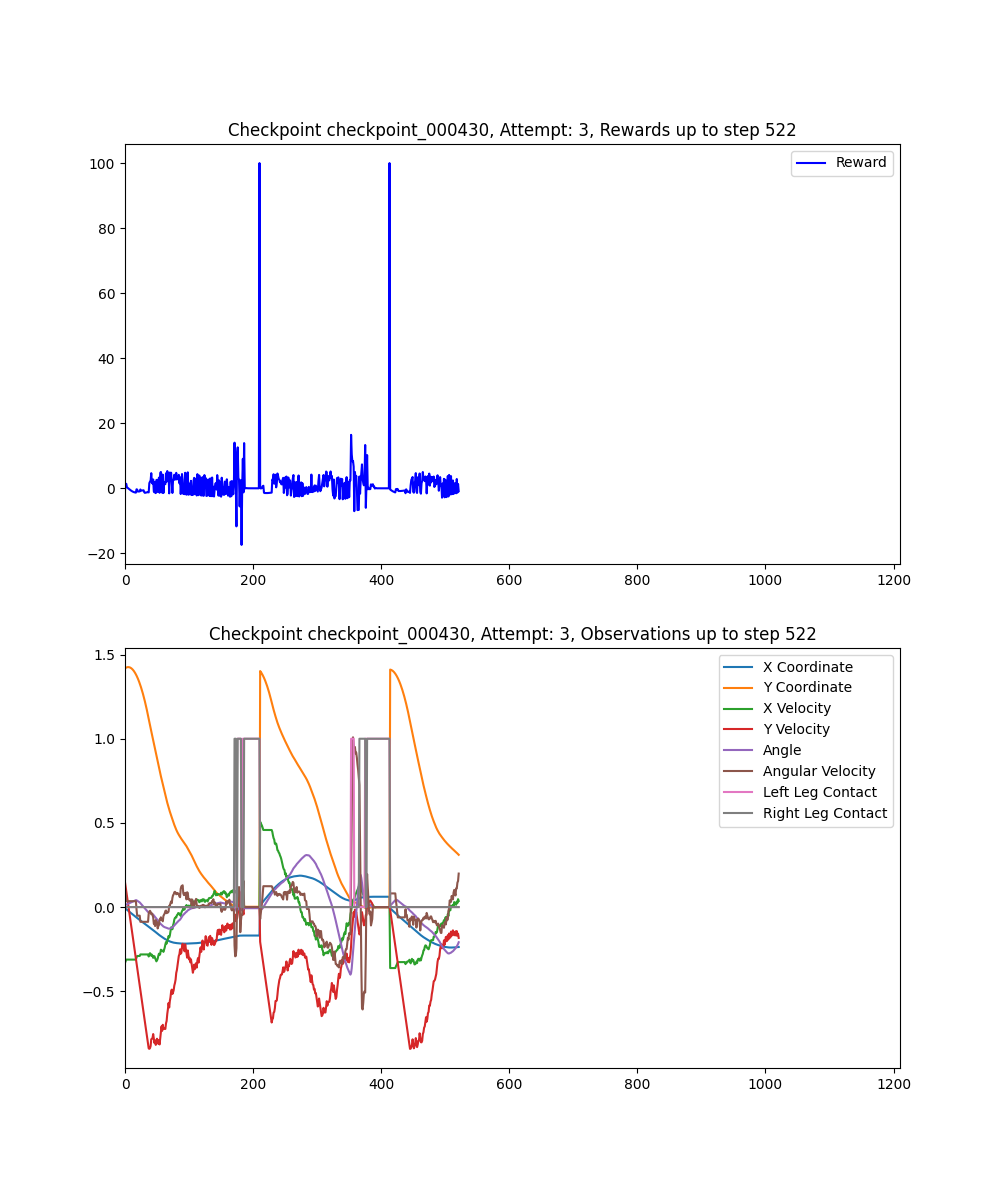 Checkpoint checkpoint_000430, Attempt: 3, Rewards up to step 522
100
80
60
40
20
0
−20
Reward
0 200 400 600 800 1000 1200
Checkpoint checkpoint_000430, Attempt: 3, Observations up to step 522
1.5
1.0
0.5
0.0
−0.5
X Coordinate
Y Coordinate
X Velocity
Y Velocity
Angle
Angular Velocity
Left Leg Contact
Right Leg Contact
0 200 400 600 800 1000 1200